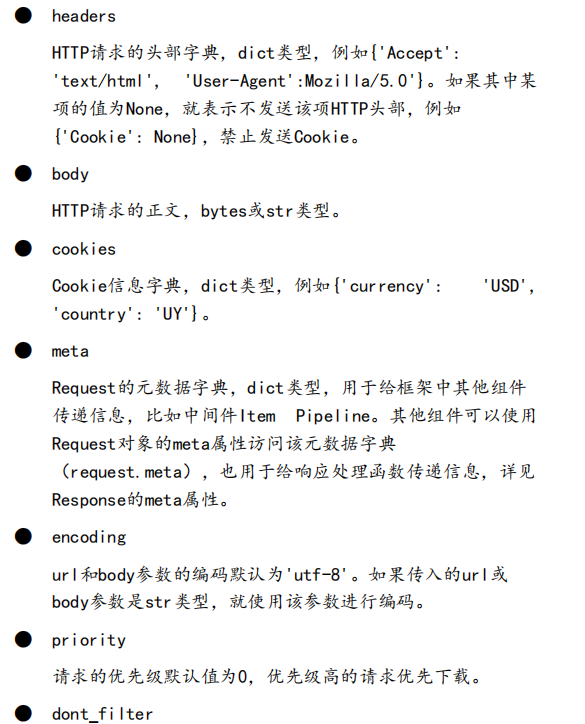 ● headers
HTTP请求的头部字典，dict类型，例如{'Accept':
'text/html', 'User-Agent':Mozilla/5.0'}。如果其中某
项的值为None，就表示不发送该项HTTP头部，例如
{'Cookie': None}，禁止发送Cookie。
● body
HTTP请求的正文，bytes或str类型。
● cookies
Cookie信息字典，dict类型，例如{'currency': 'USD',
'country': 'UY'}。
● meta
Request的元数据字典，dict类型，用于给框架中其他组件
传递信息，比如中间件Item Pipeline。其他组件可以使用
Request对象的meta属性访问该元数据字典
（request.meta），也用于给响应处理函数传递信息，详见
Response的meta属性。
● encoding
url和body参数的编码默认为'utf-8'。如果传入的url或
body参数是str类型，就使用该参数进行编码。
● priority
请求的优先级默认值为0，优先级高的请求优先下载。
● dont_filter